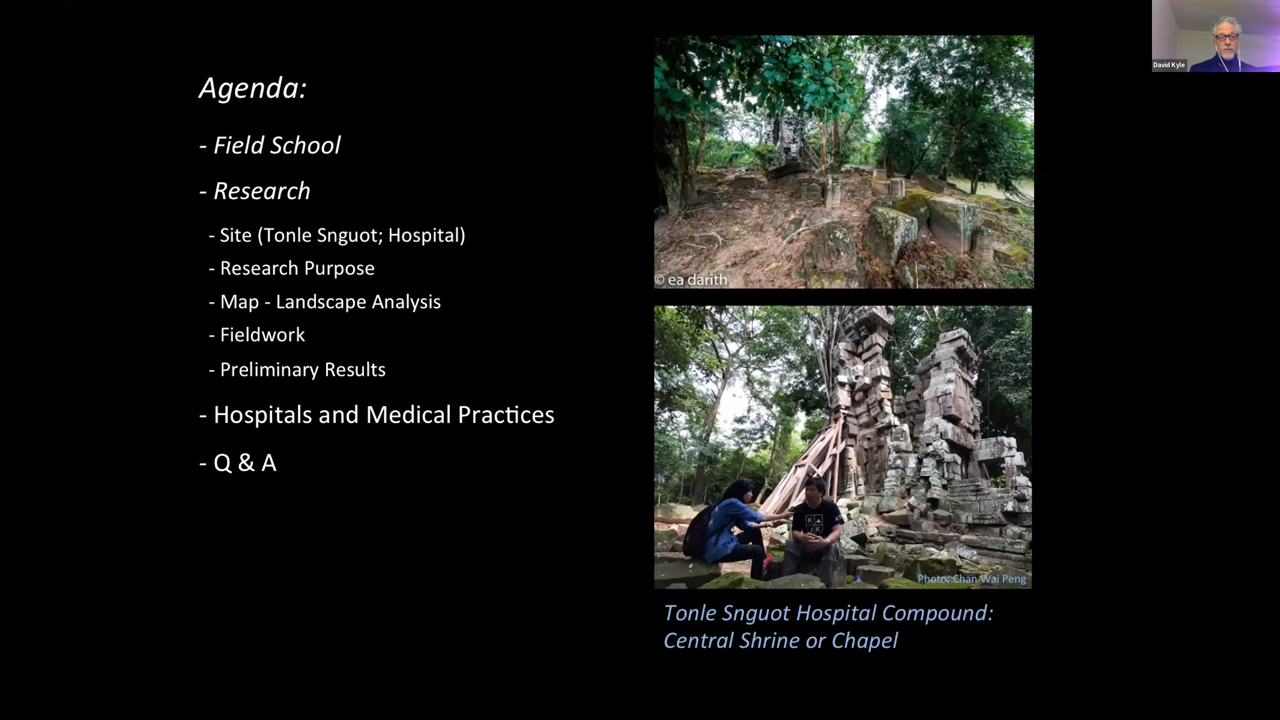 Agenda:
- Field School
- Research
- Site (Tonle Snguot; Hospital)
- Research Purpose
- Map - Landscape Analysis
- Fieldwork
- Preliminary Results
- Hospitals and Medical Practices
- Q & A
© ea darith
Photo: Chan Wai Peng
Tonle Snguot Hospital Compound:
Central Shrine or Chapel
David Kyle